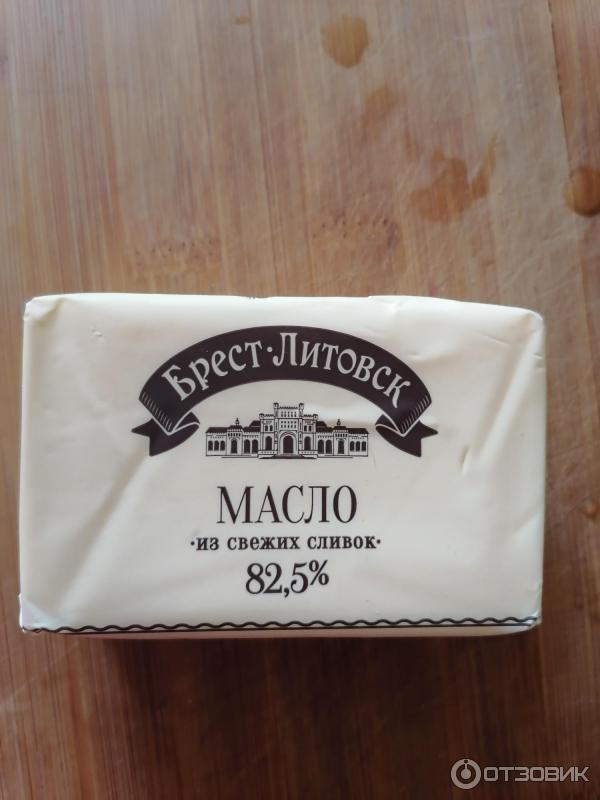 Брест·Литовск
МАСЛО
·из свежих сливок·
82,5%
ОТЗОВИК